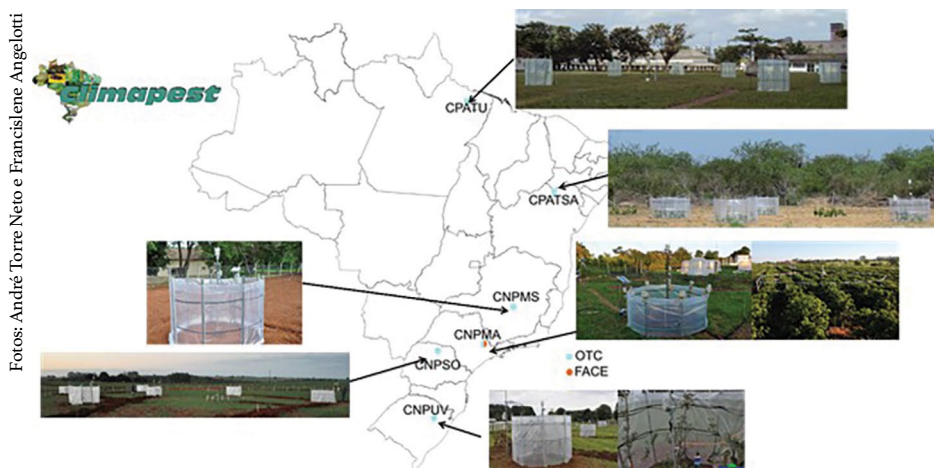 Fotos: André Torre Neto e Francislene Angelotti
climapest
CPATU
CPATSA
CNPMS
CNPMA
CNPSO
OTC
FACE
CNPUV